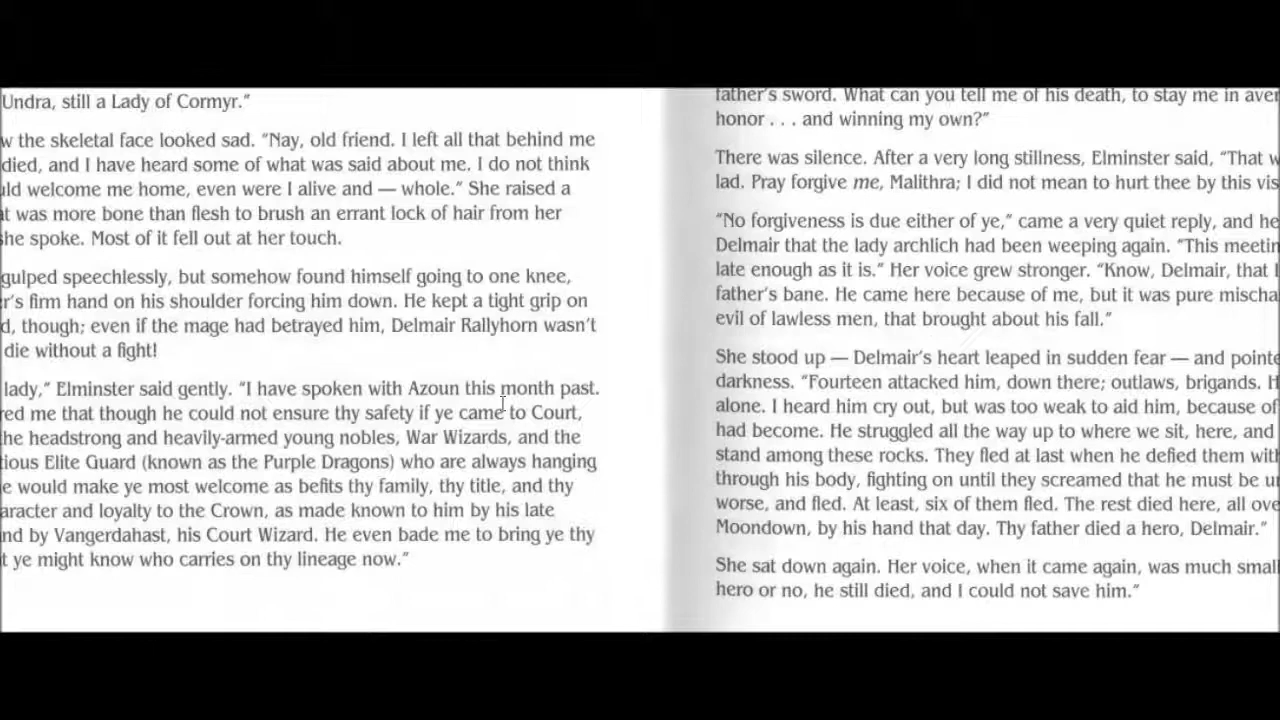 Undra, still a Lady of Cormyr.”
w the skeletal face looked sad. “Nay, old friend. I left all that behind me
died, and I have heard some of what was said about me. I do not think
ld welcome me home, even were I alive and — whole.” She raised a
t was more bone than flesh to brush an errant lock of hair from her
he spoke. Most of it fell out at her touch.
gulped speechlessly, but somehow found himself going to one knee,
r’s firm hand on his shoulder forcing him down. He kept a tight grip on
d, though; even if the mage had betrayed him, Delmair Rallyhorn wasn’t
die without a fight!
lady,” Elminster said gently. “I have spoken with Azoun this month past.
red me that though he could not ensure thy safety if ye came to Court,
he headstrong and heavily-armed young nobles, War Wizards, and the
ious Elite Guard (known as the Purple Dragons) who are always hanging
e would make ye most welcome as befits thy family, thy title, and thy
aracter and loyalty to the Crown, as made known to him by his late
nd by Vangerdahast, his Court Wizard. He even bade me to bring ye thy
t ye might know who carries on thy lineage now.”
father’s sword. What can you tell me of his death, to stay me in aven
honor . . . and winning my own?”
There was silence. After a very long stillness, Elminster said, “That w
lad. Pray forgive me, Malithra; I did not mean to hurt thee by this vis
“No forgiveness is due either of ye,” came a very quiet reply, and he
Delmair that the lady archlich had been weeping again. “This meetin
late enough as it is.” Her voice grew stronger. “Know, Delmair, that I
father’s bane. He came here because of me, but it was pure mischa
evil of lawless men, that brought about his fall.”
She stood up — Delmair’s heart leaped in sudden fear — and pointe
darkness. “Fourteen attacked him, down there; outlaws, brigands. H
alone. I heard him cry out, but was too weak to aid him, because of
had become. He struggled all the way up to where we sit, here, and
stand among these rocks. They fled at last when he defied them with
through his body, fighting on until they screamed that he must be un
worse, and fled. At least, six of them fled. The rest died here, all ove
Moondown, by his hand that day. Thy father died a hero, Delmair.”
She sat down again. Her voice, when it came again, was much small
hero or no, he still died, and I could not save him.”